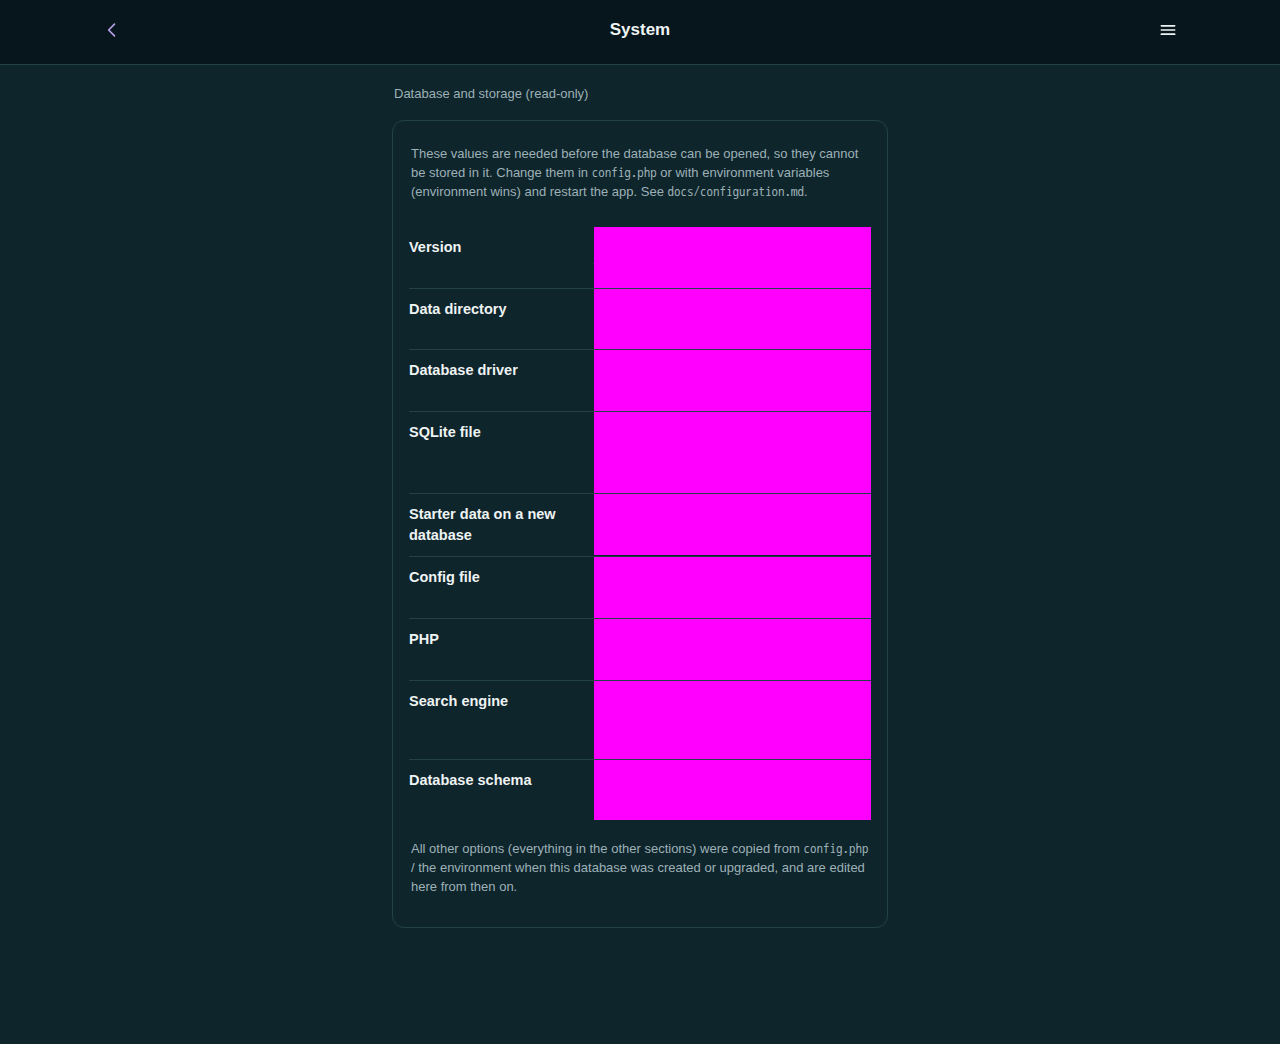 System
Database and storage (read-only)
These values are needed before the database can be opened, so they cannot
be stored in it. Change them in config.php or with environment variables
(environment wins) and restart the app. See docs/configuration.md.
Version
Data directory
Database driver
SQLite file
Starter data on a new
database
Config file
PHP
Search engine
Database schema
All other options (everything in the other sections) were copied from config.php
/ the environment when this database was created or upgraded, and are edited
here from then on.